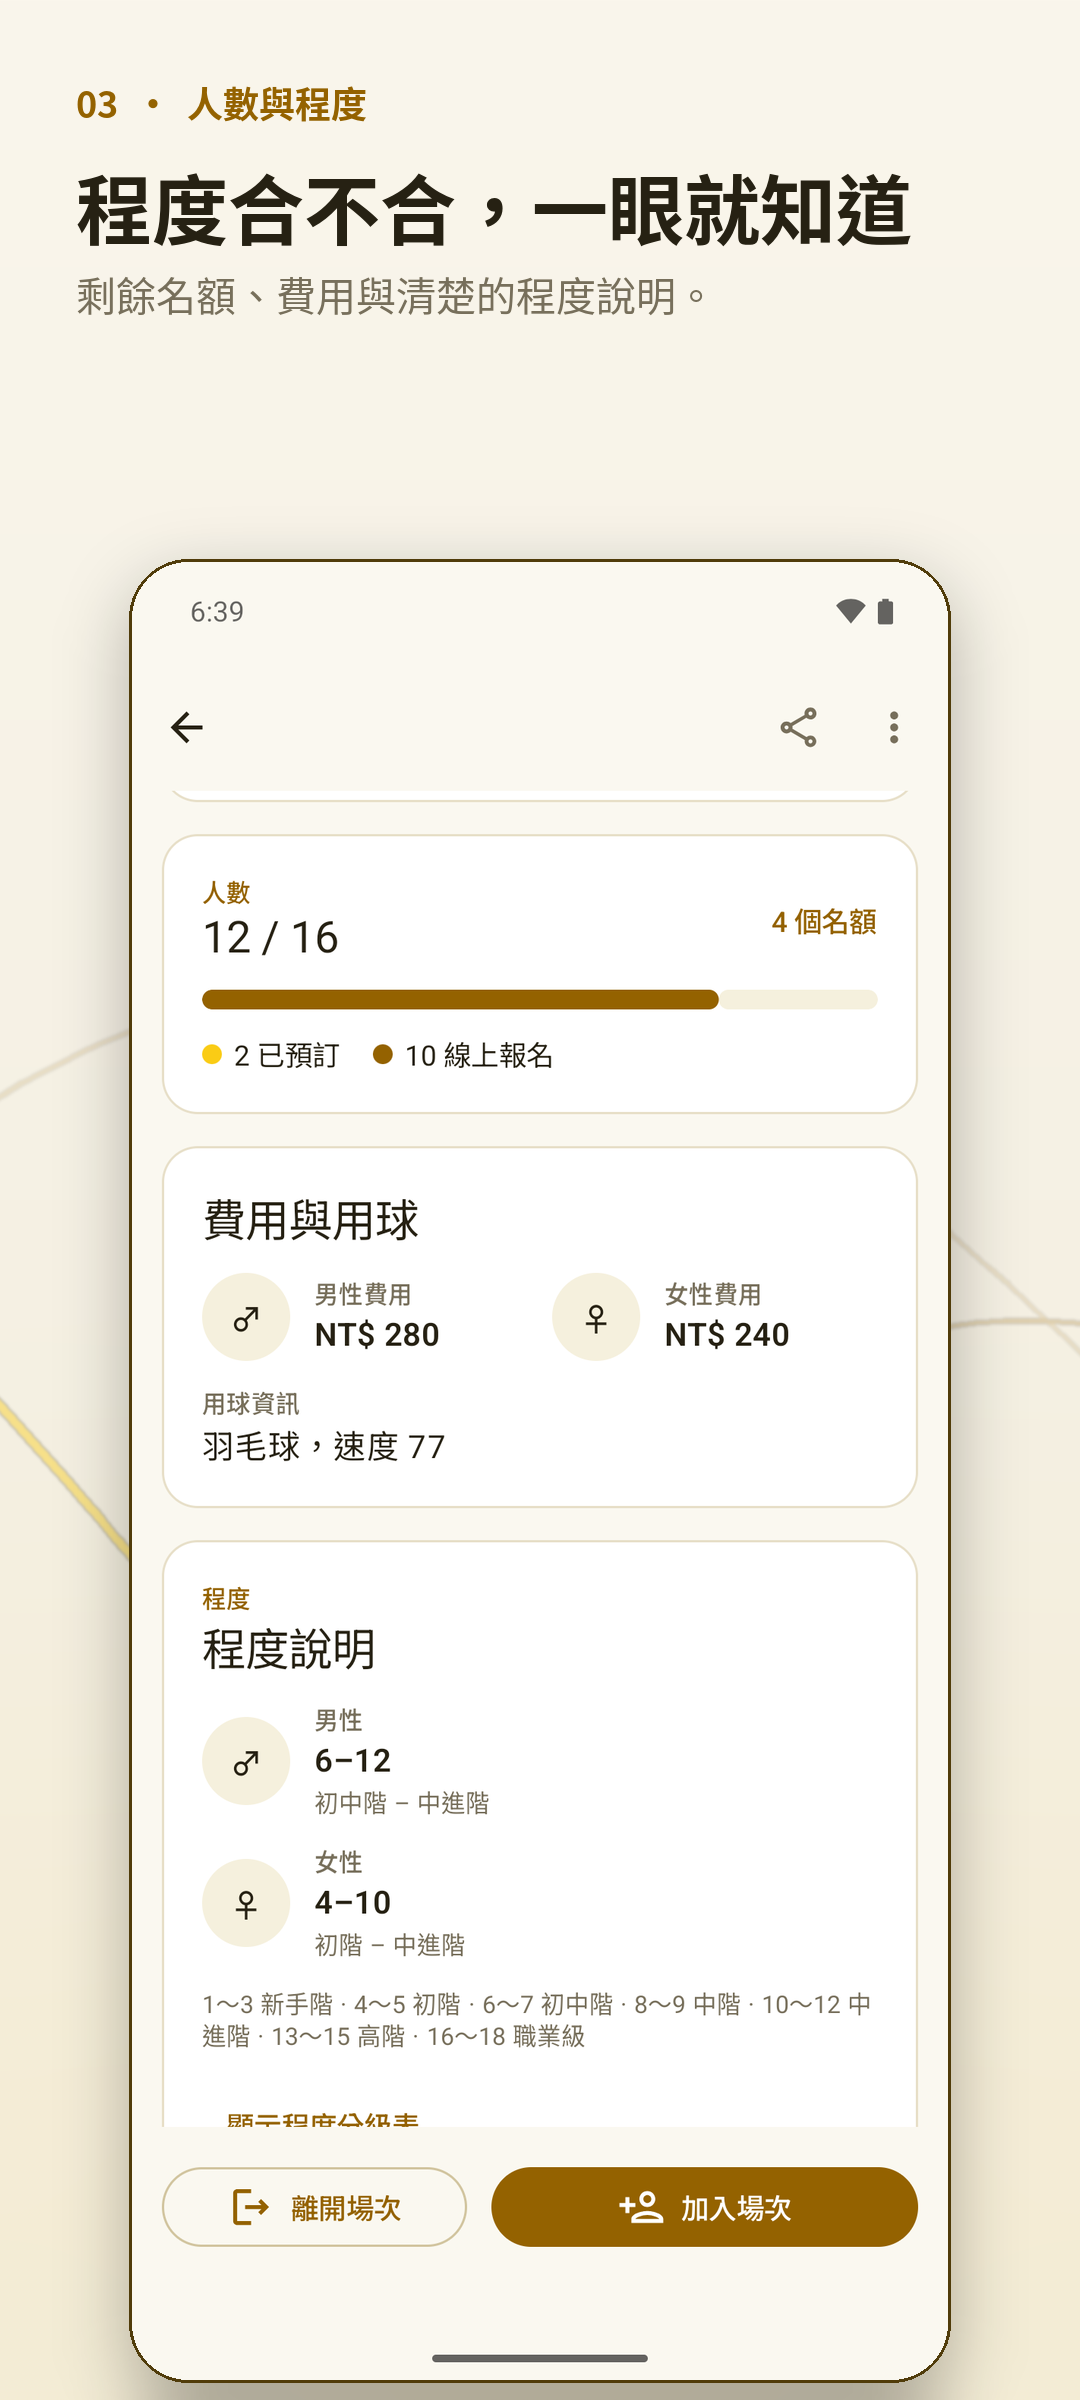 03 • 人數與程度
程度合不合，一眼就知道
剩餘名額、費用與清楚的程度說明。
6:39
人數
12 / 16
4 個名額
2 已預訂
10 線上報名
費用與用球
男性費用
NT$ 280
女性費用
NT$ 240
用球資訊
羽毛球，速度 77
程度
程度說明
男性
6–12
初中階 – 中進階
女性
4–10
初階 – 中進階
1～3 新手階 · 4～5 初階 · 6～7 初中階 · 8～9 中階 · 10～12 中
進階 · 13～15 高階 · 16～18 職業級
顯示程度分級表
離開場次
加入場次